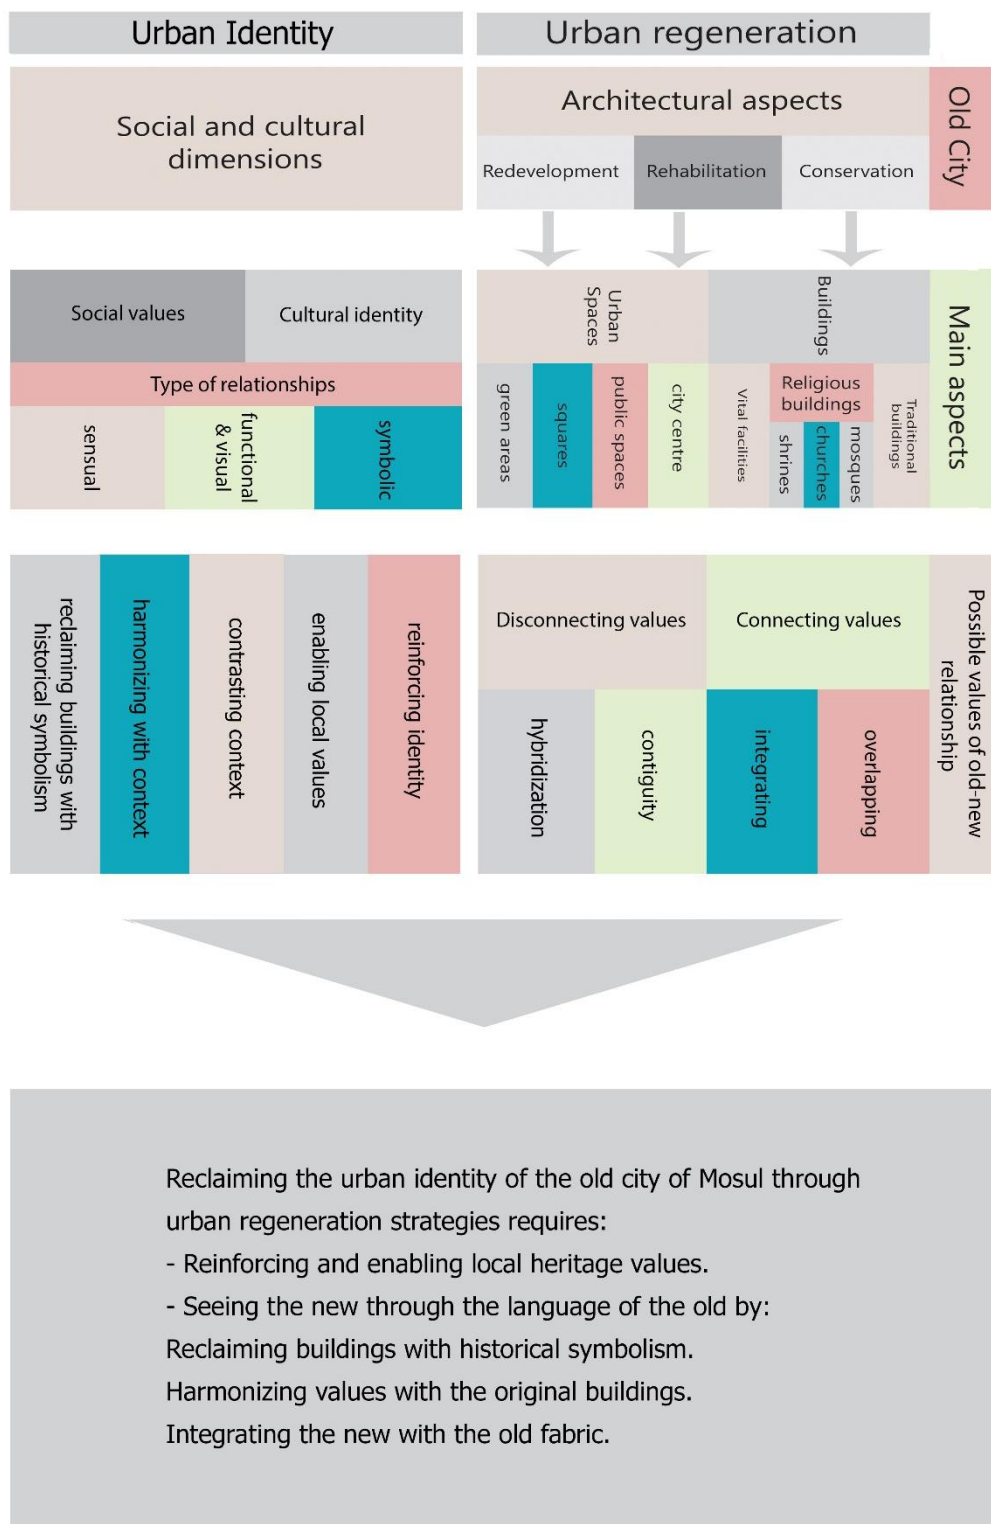 Urban Identity
Urban regeneration
Social and cultural
dimensions
Architectural aspects
Redevelopment
Rehabilitation
Conservation
Old City
Social values
Cultural identity
Type of relationships
sensual
functional
& visual
symbolic
Urban
Spaces
Buildings
green areas
squares
public spaces
city centre
Vital facilities
Religious
buildings
shrines
churches
mosques
Traditional
buildings
Main aspects
reclaiming buildings with
historical symbolism
harmonizing with context
contrasting context
enabling local values
reinforcing identity
Disconnecting values
Connecting values
hybridization
contiguity
integrating
overlapping
Possible values of old-new
relationship
Reclaiming the urban identity of the old city of Mosul through
urban regeneration strategies requires:
- Reinforcing and enabling local heritage values.
- Seeing the new through the language of the old by:
Reclaiming buildings with historical symbolism.
Harmonizing values with the original buildings.
Integrating the new with the old fabric.